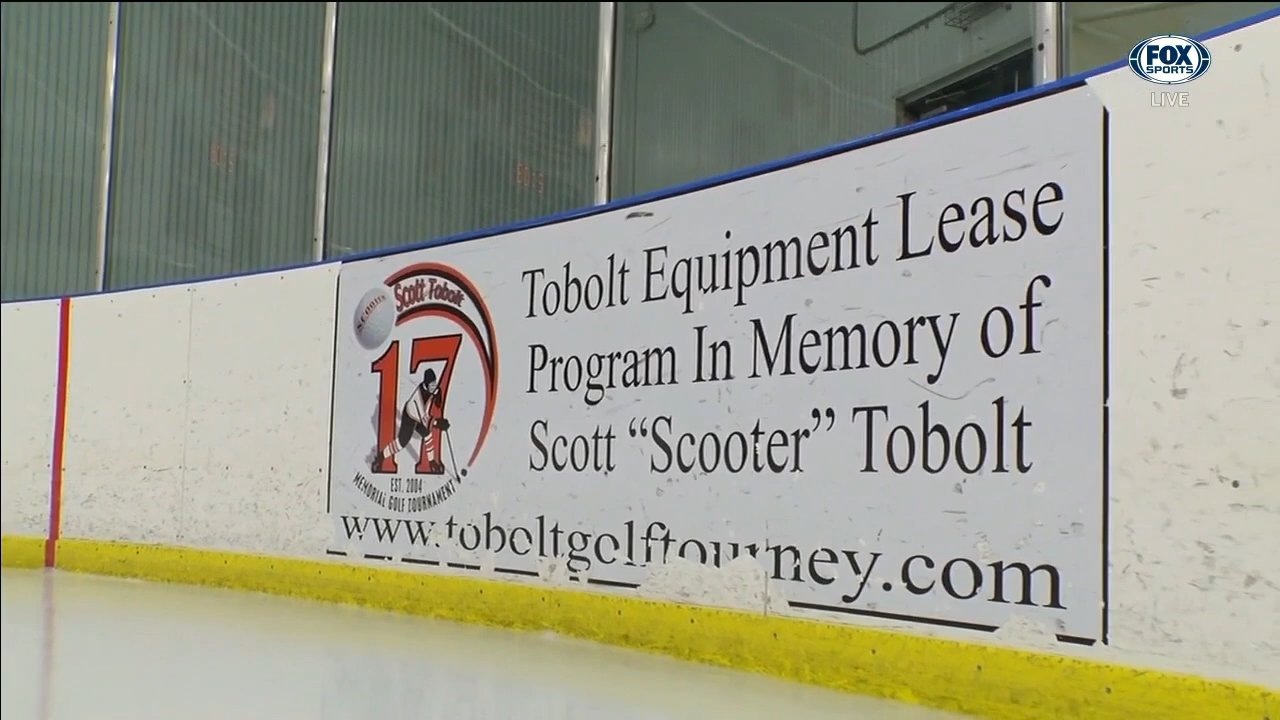 FOX
SPORTS
LIVE
Tobolt Equipment Lease
Program In Memory of
Scott "Scooter" Tobolt
www.toboltgolftourney.com
Scott Tobolt
17
EST. 2004
MEMORIAL GOLF TOURNAMENT